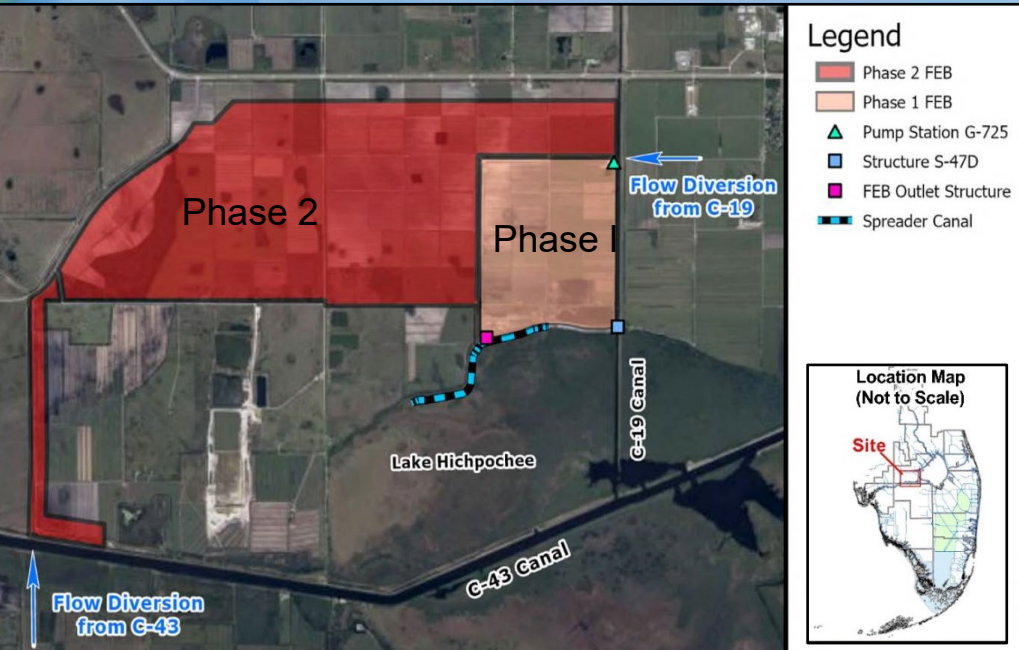 Phase 2
Phase I
Flow Diversion
from C-19
C-19 Canal
Lake Hichpochee
C-43 Canal
Flow Diversion
from C-43
Legend
Phase 2 FEB
Phase 1 FEB
Pump Station G-725
Structure S-47D
FEB Outlet Structure
Spreader Canal
Location Map
(Not to Scale)
Site